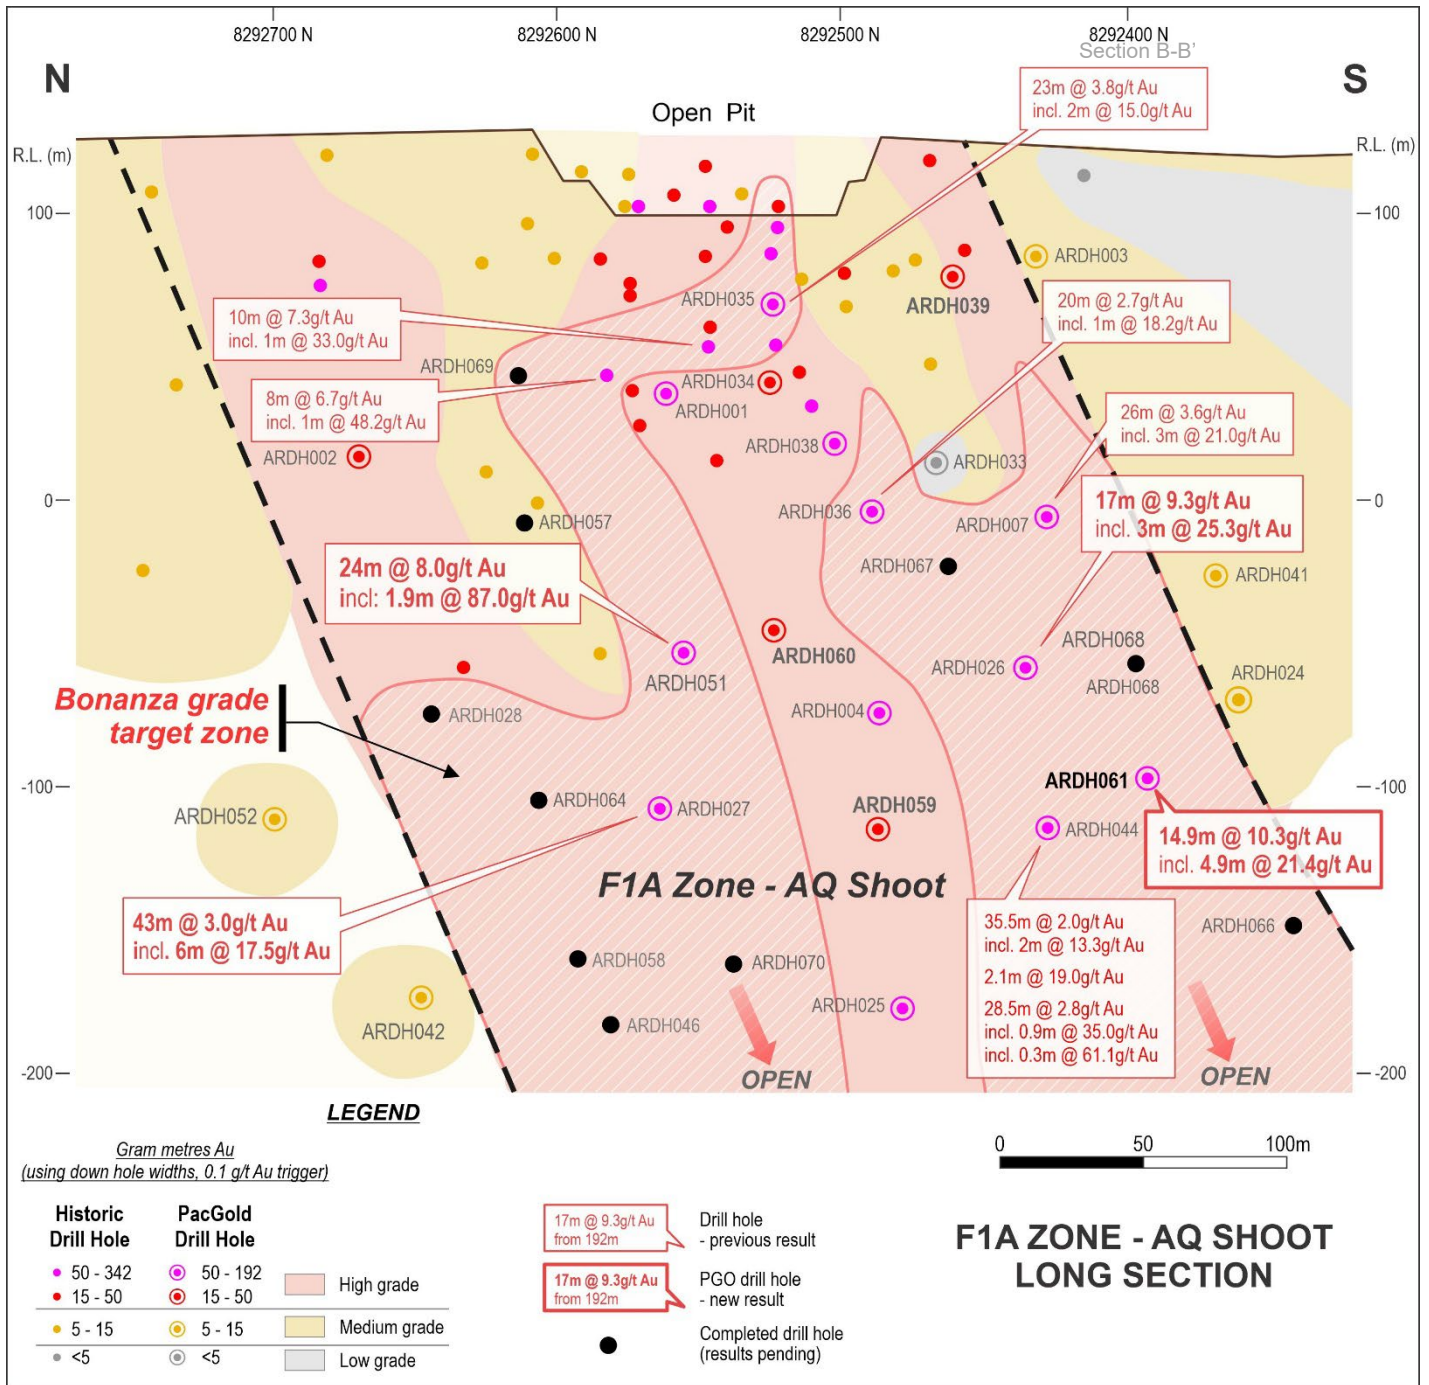 8292700 N
8292600 N
8292500 N
8292400 N
Section B-B'
N
S
Open Pit
23m @ 3.8g/t Au
incl. 2m @ 15.0g/t Au
R.L. (m)
R.L. (m)
100
100
ARDH003
ARDH035
ARDH039
20m @ 2.7g/t Au
incl. 1m @ 18.2g/t Au
10m @ 7.3g/t Au
incl. 1m @ 33.0g/t Au
ARDH069
ARDH034
ARDH001
8m @ 6.7g/t Au
incl. 1m @ 48.2g/t Au
26m @ 3.6g/t Au
incl. 3m @ 21.0g/t Au
ARDH038
ARDH002
ARDH033
0
0
17m @ 9.3g/t Au
incl. 3m @ 25.3g/t Au
ARDH036
ARDH007
ARDH057
24m @ 8.0g/t Au
incl: 1.9m @ 87.0g/t Au
ARDH067
ARDH041
ARDH060
ARDH068
ARDH026
ARDH068
ARDH051
ARDH024
Bonanza grade
target zone
ARDH028
ARDH004
-100
-100
ARDH061
ARDH064
ARDH027
ARDH059
ARDH052
ARDH044
14.9m @ 10.3g/t Au
incl. 4.9m @ 21.4g/t Au
F1A Zone - AQ Shoot
43m @ 3.0g/t Au
incl. 6m @ 17.5g/t Au
35.5m @ 2.0g/t Au
incl. 2m @ 13.3g/t Au
2.1m @ 19.0g/t Au
28.5m @ 2.8g/t Au
incl. 0.9m @ 35.0g/t Au
incl. 0.3m @ 61.1g/t Au
ARDH066
ARDH058
ARDH070
ARDH025
ARDH046
ARDH042
-200
-200
OPEN
OPEN
LEGEND
Gram metres Au
(using down hole widths, 0.1 g/t Au trigger)
Historic
Drill Hole
PacGold
Drill Hole
50 - 342
50 - 192
15 - 50
15 - 50
High grade
5 - 15
5 - 15
Medium grade
<5
<5
Low grade
17m @ 9.3g/t Au
from 192m
Drill hole
- previous result
17m @ 9.3g/t Au
from 192m
PGO drill hole
- new result
Completed drill hole
(results pending)
0
50
100m
F1A ZONE - AQ SHOOT
LONG SECTION